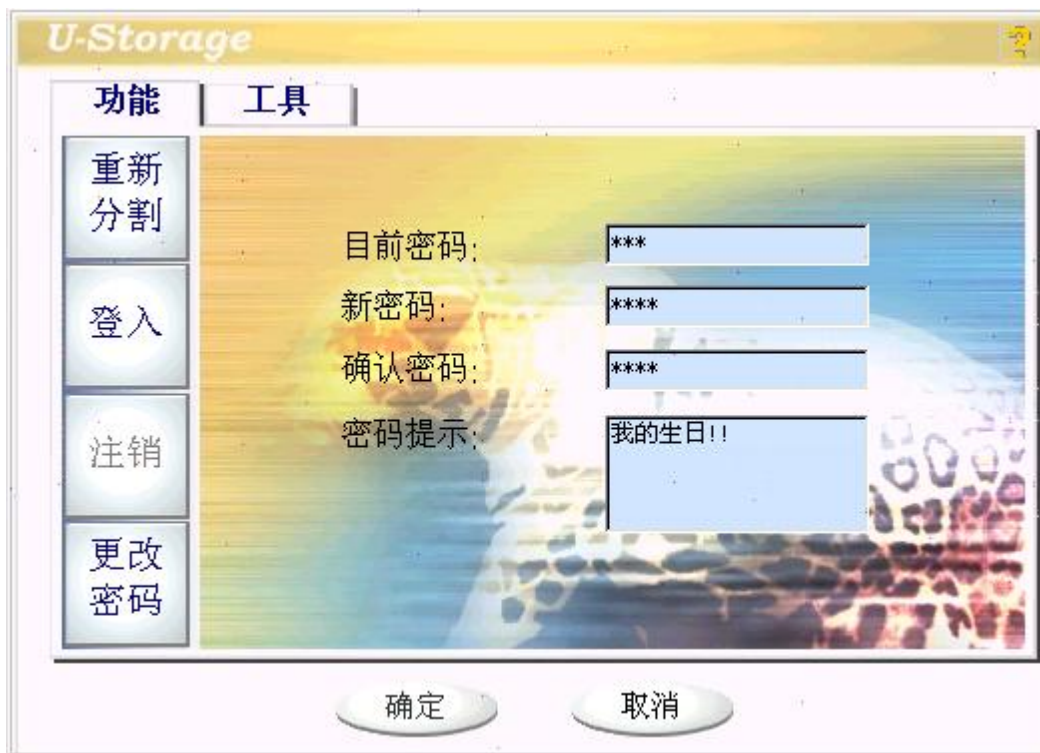 U-Storage
功能
工具
重新
分割
登入
注销
更改
密码
目前密码:
***
新密码:
****
确认密码:
****
密码提示:
我的生日!!
确定
取消